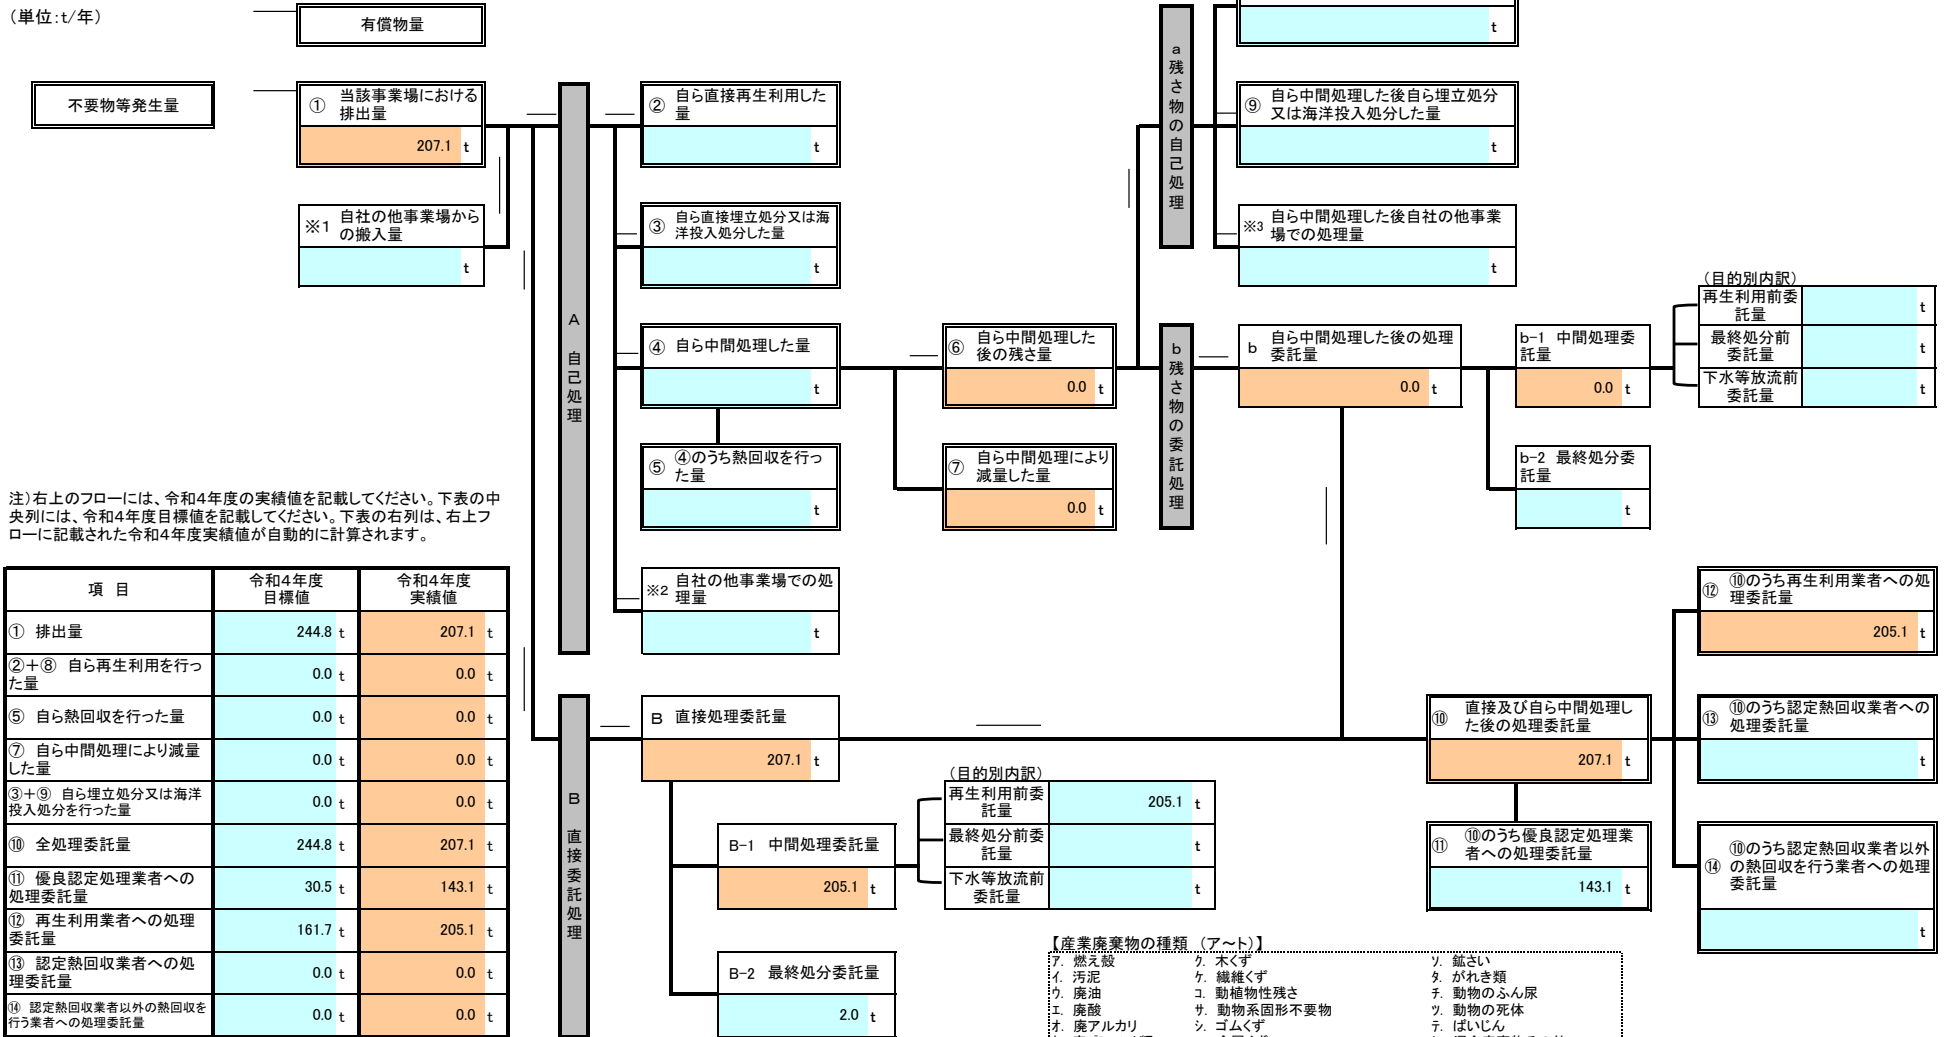 (単位:t/年)
有償物量
t
不要物等発生量
① 当該事業場における
排出量
207.1 t
※1 自社の他事業場から
の搬入量
t
A 自己処理
② 自ら直接再生利用した
量
t
③ 自ら直接埋立処分又は海
洋投入処分した量
t
④ 自ら中間処理した量
t
⑤ ④のうち熱回収を行っ
た量
t
※2 自社の他事業場での処
理量
t
⑥ 自ら中間処理した
後の残さ量
0.0 t
⑦ 自ら中間処理により
減量した量
0.0 t
a 残さ物の自己処理
⑨ 自ら中間処理した後自ら埋立処分
又は海洋投入処分した量
t
※3 自ら中間処理した後自社の他事業
場での処理量
t
b 残さ物の委託処理
b 自ら中間処理した後の処理
委託量
0.0 t
b-1 中間処理委
託量
0.0 t
b-2 最終処分委
託量
t
(目的別内訳)
再生利用前委
託量 t
最終処分前
委託量 t
下水等放流前
委託量 t
注)右上のフローには、令和4年度の実績値を記載してください。下表の中
央列には、令和4年度目標値を記載してください。下表の右列は、右上フ
ローに記載された令和4年度実績値が自動的に計算されます。
項 目 令和4年度
目標値 令和4年度
実績値
① 排出量 244.8 t 207.1 t
②+⑧ 自ら再生利用を行っ
た量 0.0 t 0.0 t
⑤ 自ら熱回収を行った量 0.0 t 0.0 t
⑦ 自ら中間処理により減量
した量 0.0 t 0.0 t
③+⑨ 自ら埋立処分又は海洋
投入処分を行った量 0.0 t 0.0 t
⑩ 全処理委託量 244.8 t 207.1 t
⑪ 優良認定処理業者への
処理委託量 30.5 t 143.1 t
⑫ 再生利用業者への処理
委託量 161.7 t 205.1 t
⑬ 認定熱回収業者への処
理委託量 0.0 t 0.0 t
⑭ 認定熱回収業者以外の熱回収を
行う業者への処理委託量 0.0 t 0.0 t
B 直接委託処理
B 直接処理委託量
207.1 t
B-1 中間処理委託量
205.1 t
B-2 最終処分委託量
2.0 t
(目的別内訳)
再生利用前委
託量 205.1 t
最終処分前委
託量 t
下水等放流前
委託量 t
⑩ 直接及び自ら中間処理し
た後の処理委託量
207.1 t
⑪ ⑩のうち優良認定処理業
者への処理委託量
143.1 t
⑫ ⑩のうち再生利用業者への処
理委託量
205.1 t
⑬ ⑩のうち認定熱回収業者への
処理委託量
t
⑭ ⑩のうち認定熱回収業者以外
の熱回収を行う業者への処理
委託量
t
【産業廃棄物の種類 (ア～ト)】
ア. 燃え殻 ク. 木くず ソ. 鉱さい
イ. 汚泥 ケ. 繊維くず タ. がれき類
ウ. 廃油 コ. 動植物性残さ チ. 動物のふん尿
エ. 廃酸 サ. 動物系固形不要物 ツ. 動物の死体
オ. 廃アルカリ シ. ゴムくず テ. ばいじん